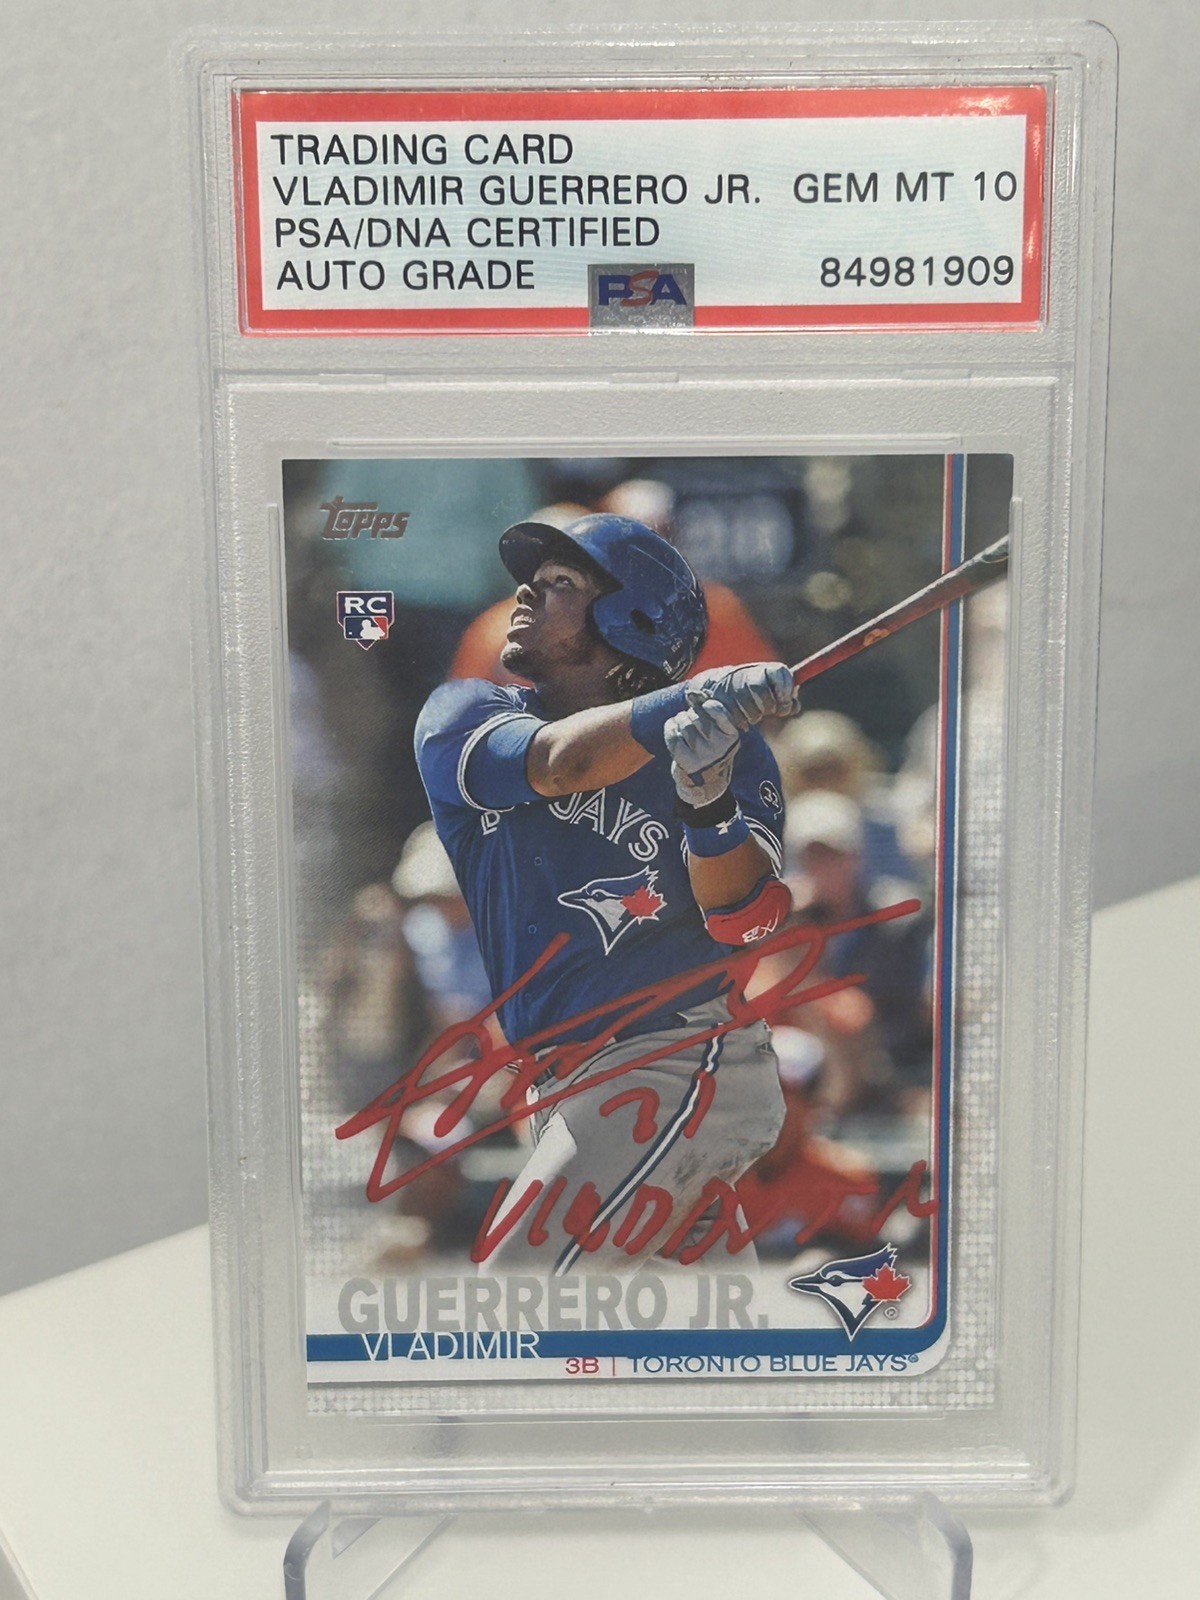 TRADING CARD
VLADIMIR GUERRERO JR. GEM MT 10
PSA/DNA CERTIFIED
AUTO GRADE 84981909
PSA
Topps
RC
JAYS
GUERRERO JR.
VLADIMIR
3B | TORONTO BLUE JAYS®